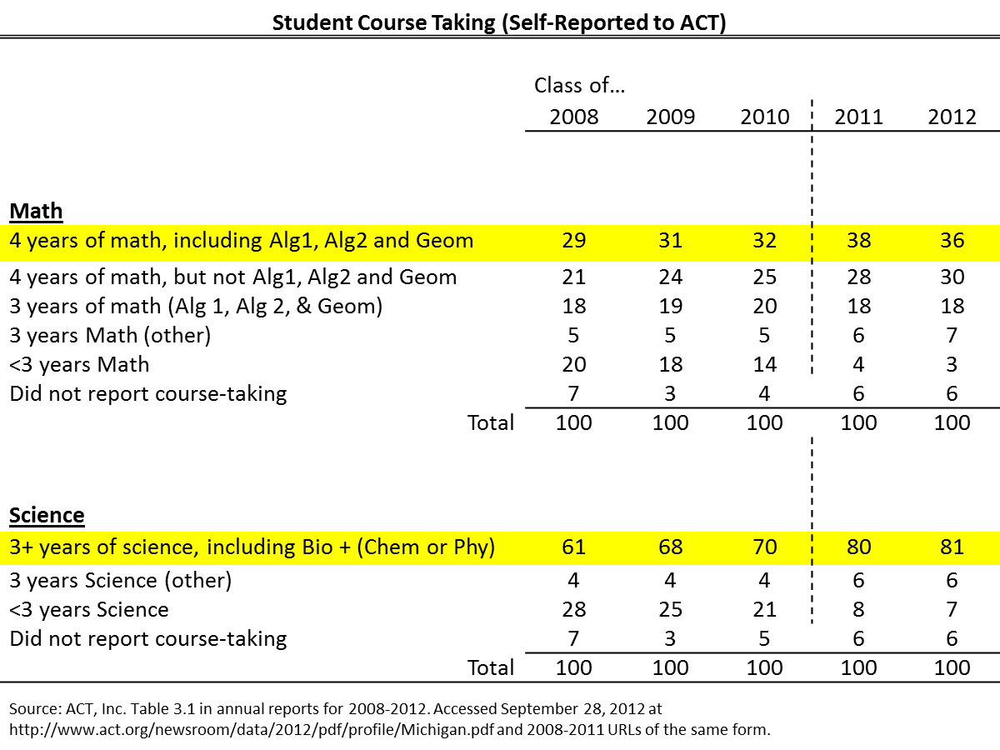 Student Course Taking (Self-Reported to ACT)
Class of…
2008 2009 2010 2011 2012
Math
4 years of math, including Alg1, Alg2 and Geom 29 31 32 38 36
4 years of math, but not Alg1, Alg2 and Geom 21 24 25 28 30
3 years of math (Alg 1, Alg 2, & Geom) 18 19 20 18 18
3 years Math (other) 5 5 5 6 7
<3 years Math 20 18 14 4 3
Did not report course-taking 7 3 4 6 6
Total 100 100 100 100 100
Science
3+ years of science, including Bio + (Chem or Phy) 61 68 70 80 81
3 years Science (other) 4 4 4 6 6
<3 years Science 28 25 21 8 7
Did not report course-taking 7 3 5 6 6
Total 100 100 100 100 100
Source: ACT, Inc. Table 3.1 in annual reports for 2008-2012. Accessed September 28, 2012 at
http://www.act.org/newsroom/data/2012/pdf/profile/Michigan.pdf and 2008-2011 URLs of the same form.